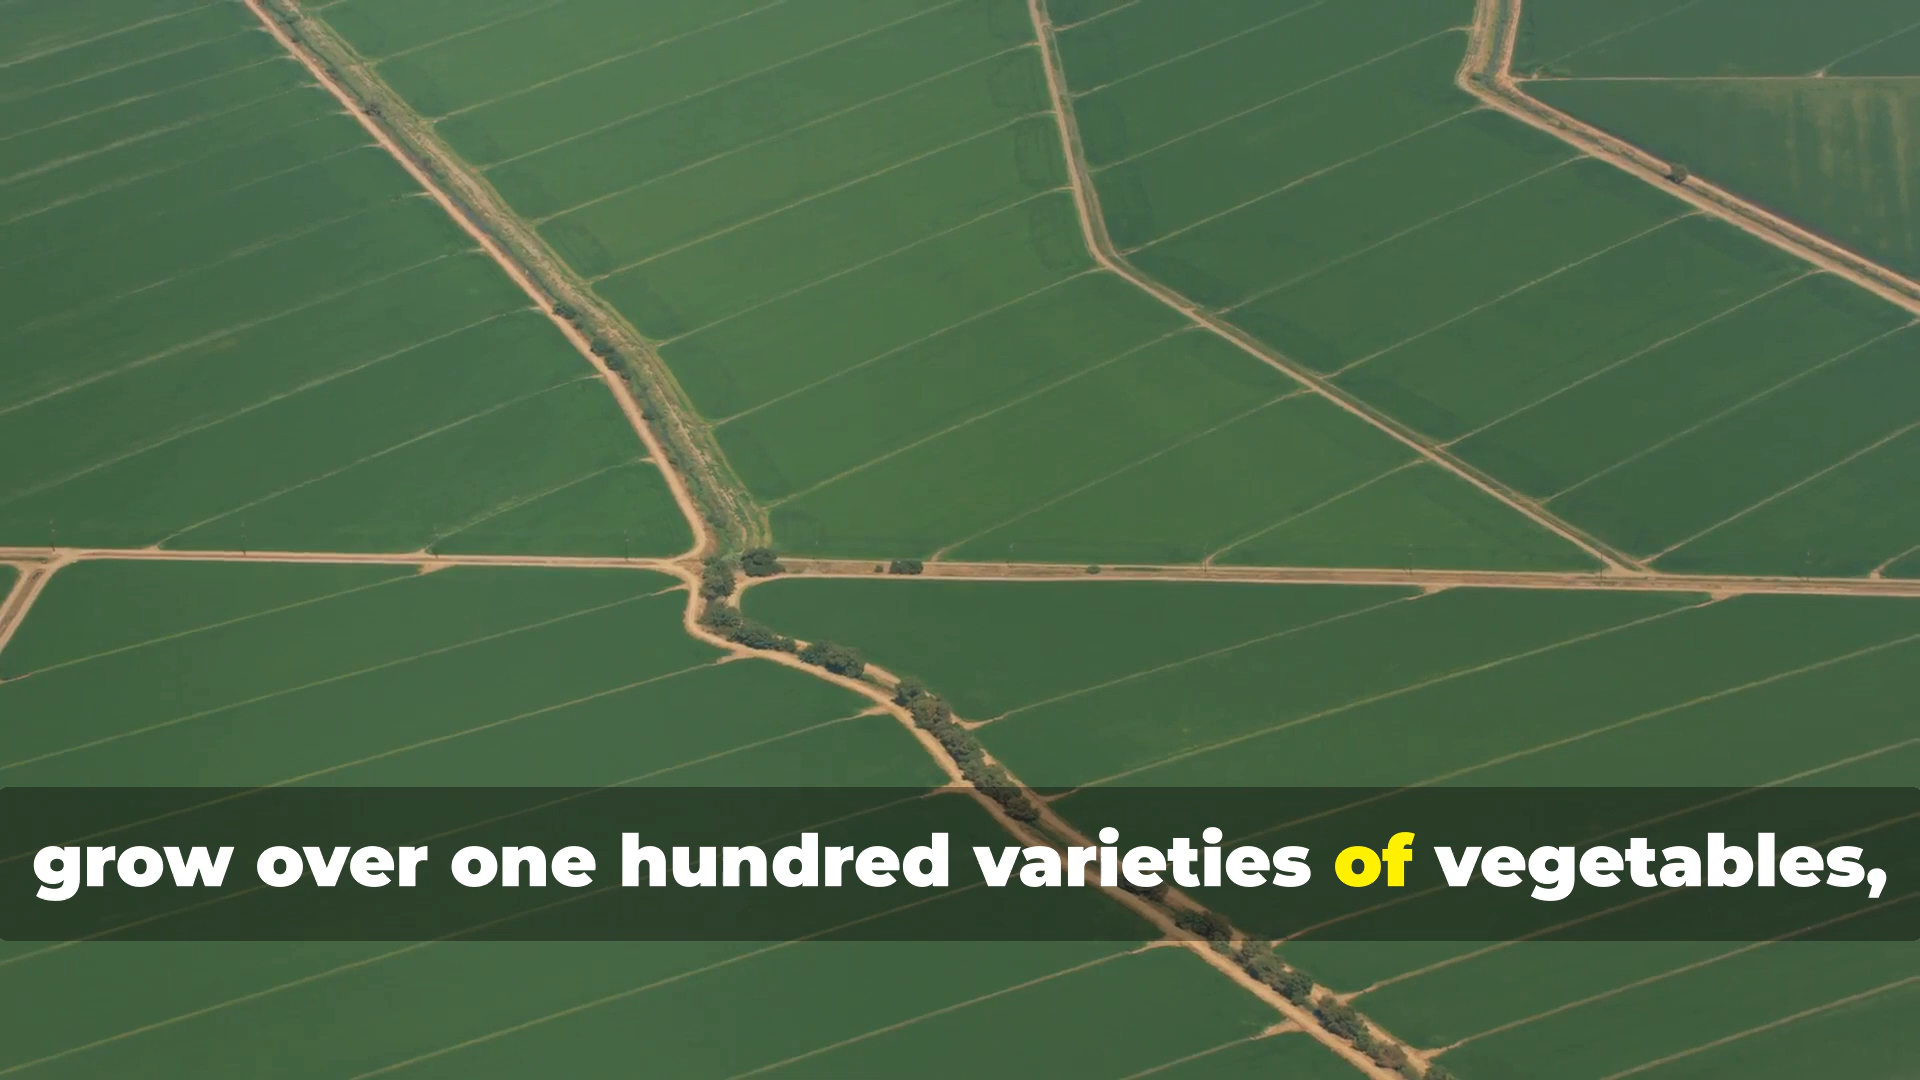 grow over one hundred varieties of vegetables,